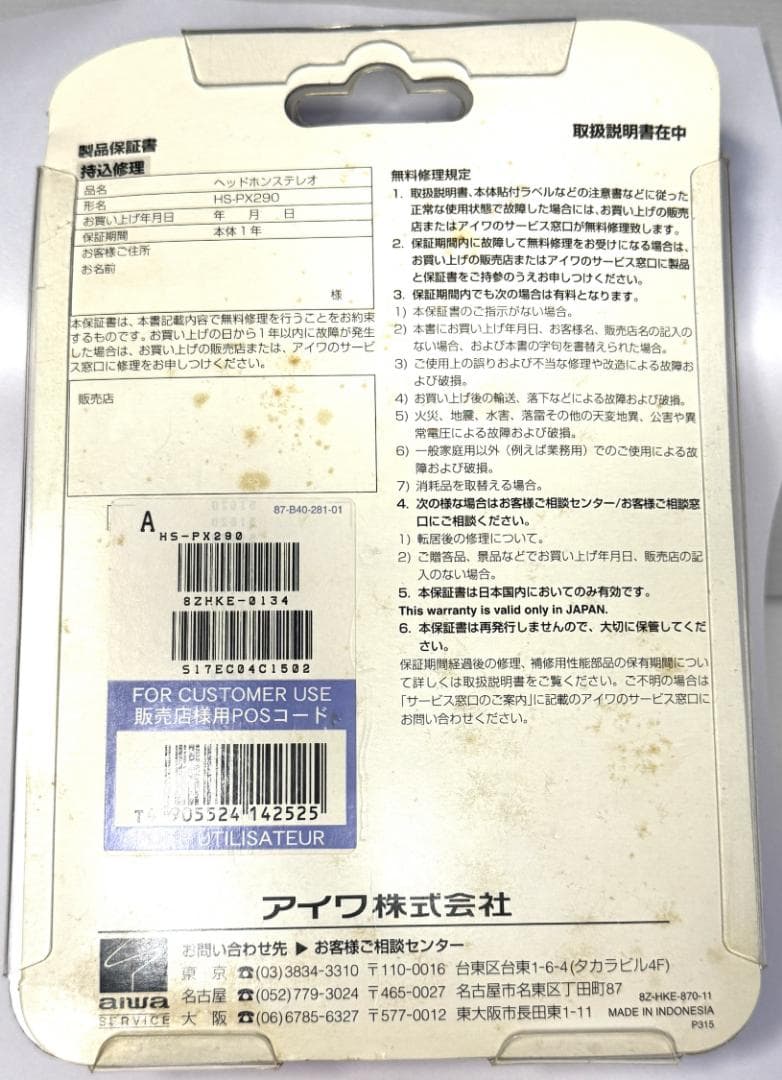 取扱説明書在中
製品保証書
持込修理
品名 ヘッドホンステレオ
形名 HS-PX290
お買い上げ年月日 年 月 日
保証期間 本体1年
お客様ご住所
お名前
様
本保証書は、本書記載内容で無料修理を行うことをお約束
するものです。お買い上げの日から1年以内に故障が発生
した場合は、お買い上げの販売店または、アイワのサービ
ス窓口に修理をお申しつけください。
販売店
無料修理規定
1. 取扱説明書、本体貼付ラベルなどの注意書などに従った
正常な使用状態で故障した場合には、お買い上げの販売
店またはアイワのサービス窓口が無料修理致します。
2. 保証期間内に故障して無料修理をお受けになる場合は、
お買い上げの販売店またはアイワのサービス窓口に製品
と保証書をご持参のうえお申しつけください。
3. 保証期間内でも次の場合は有料となります。
1) 本保証書のご指示がない場合。
2) 本書にお買い上げ年月日、お客様名、販売店名の記入の
ない場合、および本書の字句を書替えられた場合。
3) ご使用上の誤りおよび不当な修理や改造による故障お
よび破損。
4) お買い上げ後の輸送、落下などによる故障および破損。
5) 火災、地震、水害、落雷その他の天変地異、公害や異
常電圧による故障および破損。
6) 一般家庭用以外（例えば業務用）でのご使用による故
障および破損。
7) 消耗品を取替える場合。
4. 次の様な場合はお客様ご相談センター/お客様ご相談窓
口にご相談ください。
1) 転居後の修理について。
2) ご贈答品、景品などでお買い上げ年月日、販売店の記
入のない場合。
5. 本保証書は日本国内においてのみ有効です。
This warranty is valid only in JAPAN.
6. 本保証書は再発行しませんので、大切に保管してくだ
さい。
保証期間経過後の修理、補修用性能部品の保有期間につい
て詳しくは取扱説明書をご覧ください。ご不明の場合は
「サービス窓口のご案内」に記載のアイワのサービス窓口に
お問い合わせください。
87-B40-281-01
A
HS-PX290
8ZHKE-0134
S17EC04C1502
FOR CUSTOMER USE
販売店様用POSコード
T4 905524 142525
UTILISATEUR
アイワ株式会社
お問い合わせ先 ▶ お客様ご相談センター
東 京 ☎(03)3834-3310 〒110-0016 台東区台東1-6-4(タカラビル4F)
名古屋 ☎(052)779-3024 〒465-0027 名古屋市名東区丁田町87
大 阪 ☎(06)6785-6327 〒577-0012 東大阪市長田東1-11
aiwa
SERVICE
8Z-HKE-870-11
MADE IN INDONESIA
P315